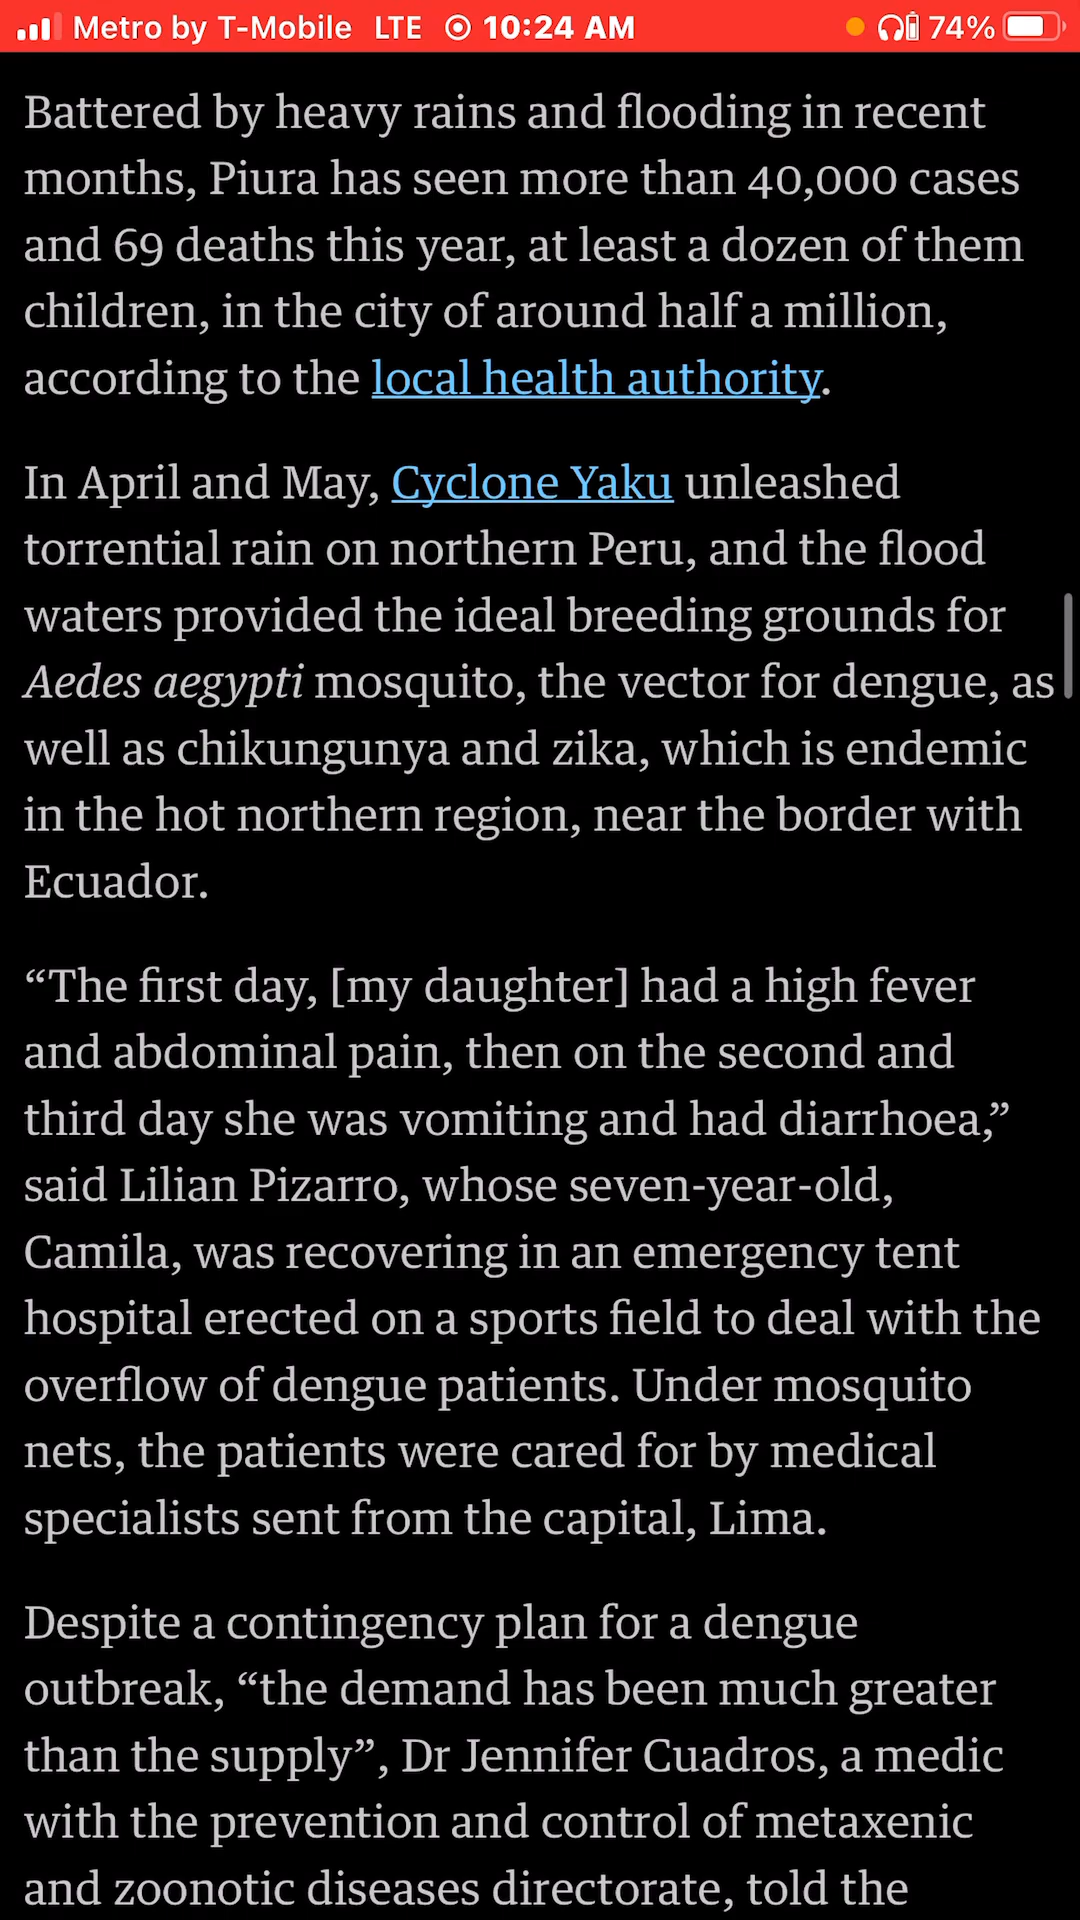 Metro by T-Mobile LTE 10:24 AM 74%
Battered by heavy rains and flooding in recent
months, Piura has seen more than 40,000 cases
and 69 deaths this year, at least a dozen of them
children, in the city of around half a million,
according to the local health authority.
In April and May, Cyclone Yaku unleashed
torrential rain on northern Peru, and the flood
waters provided the ideal breeding grounds for
Aedes aegypti mosquito, the vector for dengue, as
well as chikungunya and zika, which is endemic
in the hot northern region, near the border with
Ecuador.
“The first day, [my daughter] had a high fever
and abdominal pain, then on the second and
third day she was vomiting and had diarrhoea,”
said Lilian Pizarro, whose seven-year-old,
Camila, was recovering in an emergency tent
hospital erected on a sports field to deal with the
overflow of dengue patients. Under mosquito
nets, the patients were cared for by medical
specialists sent from the capital, Lima.
Despite a contingency plan for a dengue
outbreak, “the demand has been much greater
than the supply”, Dr Jennifer Cuadros, a medic
with the prevention and control of metaxenic
and zoonotic diseases directorate, told the